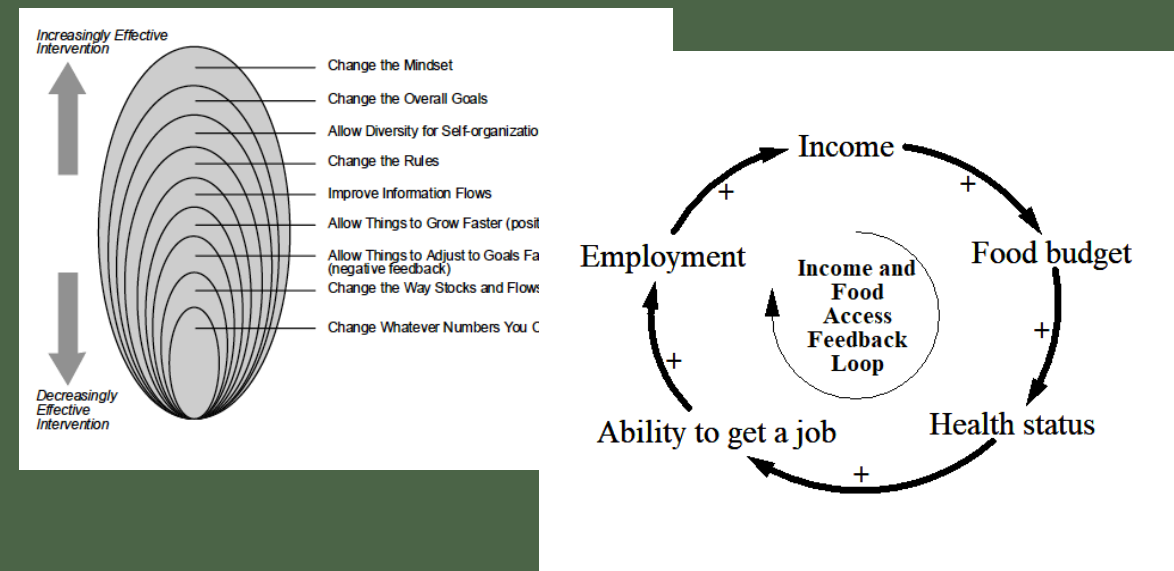 Increasingly Effective
Intervention
Change the Mindset
Change the Overall Goals
Allow Diversity for Self-organizatio
Change the Rules
Improve Information Flows
Allow Things to Grow Faster (posit
Allow Things to Adjust to Goals Fa
(negative feedback)
Change the Way Stocks and Flows
Change Whatever Numbers You C
Decreasingly
Effective
Intervention
Income
+
+
Employment
Food budget
Income and
Food
Access
Feedback
Loop
+
+
Ability to get a job
Health status
+